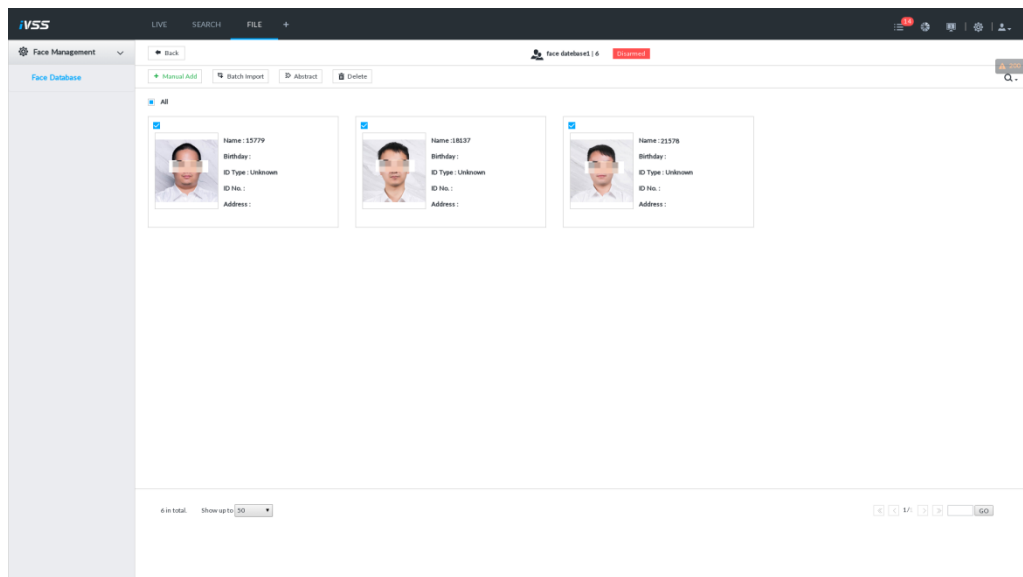 iVSS LIVE SEARCH FILE + 14
Face Management Back face datebase1 | 6 Disarmed
Face Database + Manual Add Batch Import Abstract Delete
All
Name : 15779
Birthday :
ID Type : Unknown
ID No. :
Address :
Name :18137
Birthday :
ID Type : Unknown
ID No. :
Address :
Name : 21578
Birthday :
ID Type : Unknown
ID No. :
Address :
6 in total. Show up to 50 1/ GO